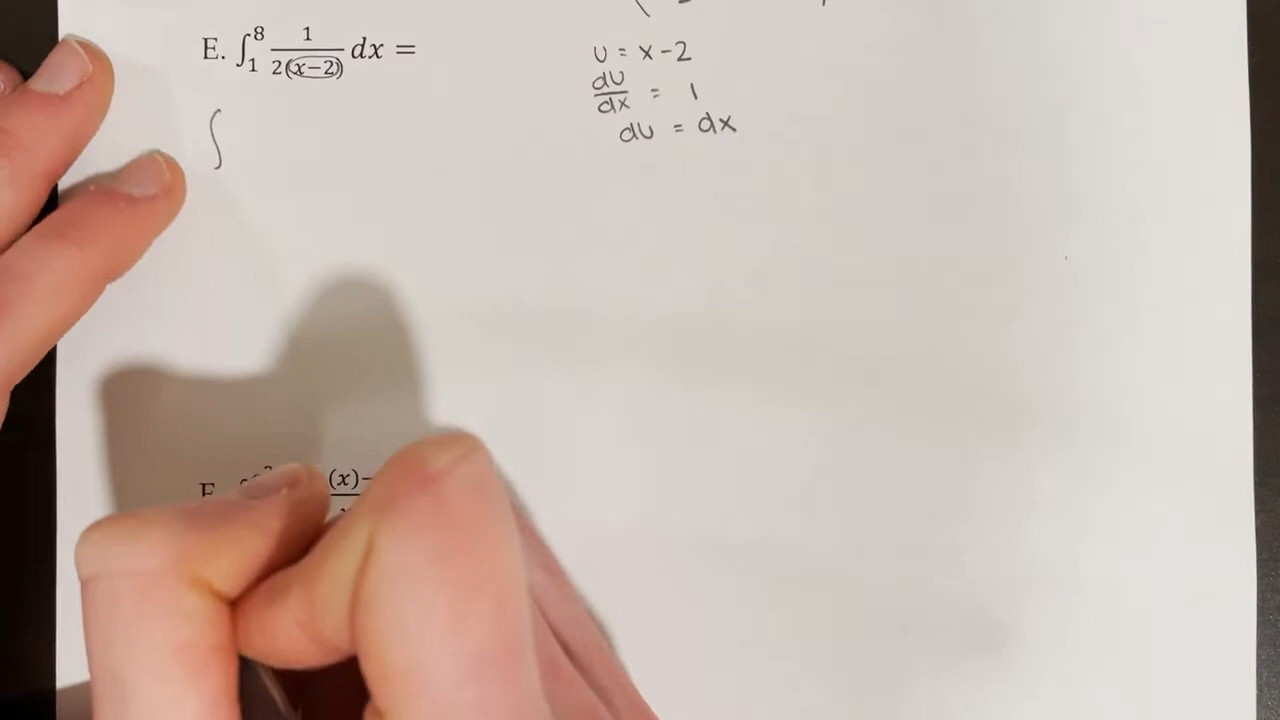 E. ∫₁⁸ 1/(2(x−2)) dx =
u = x - 2
du/dx = 1
du = dx
∫
(x)−